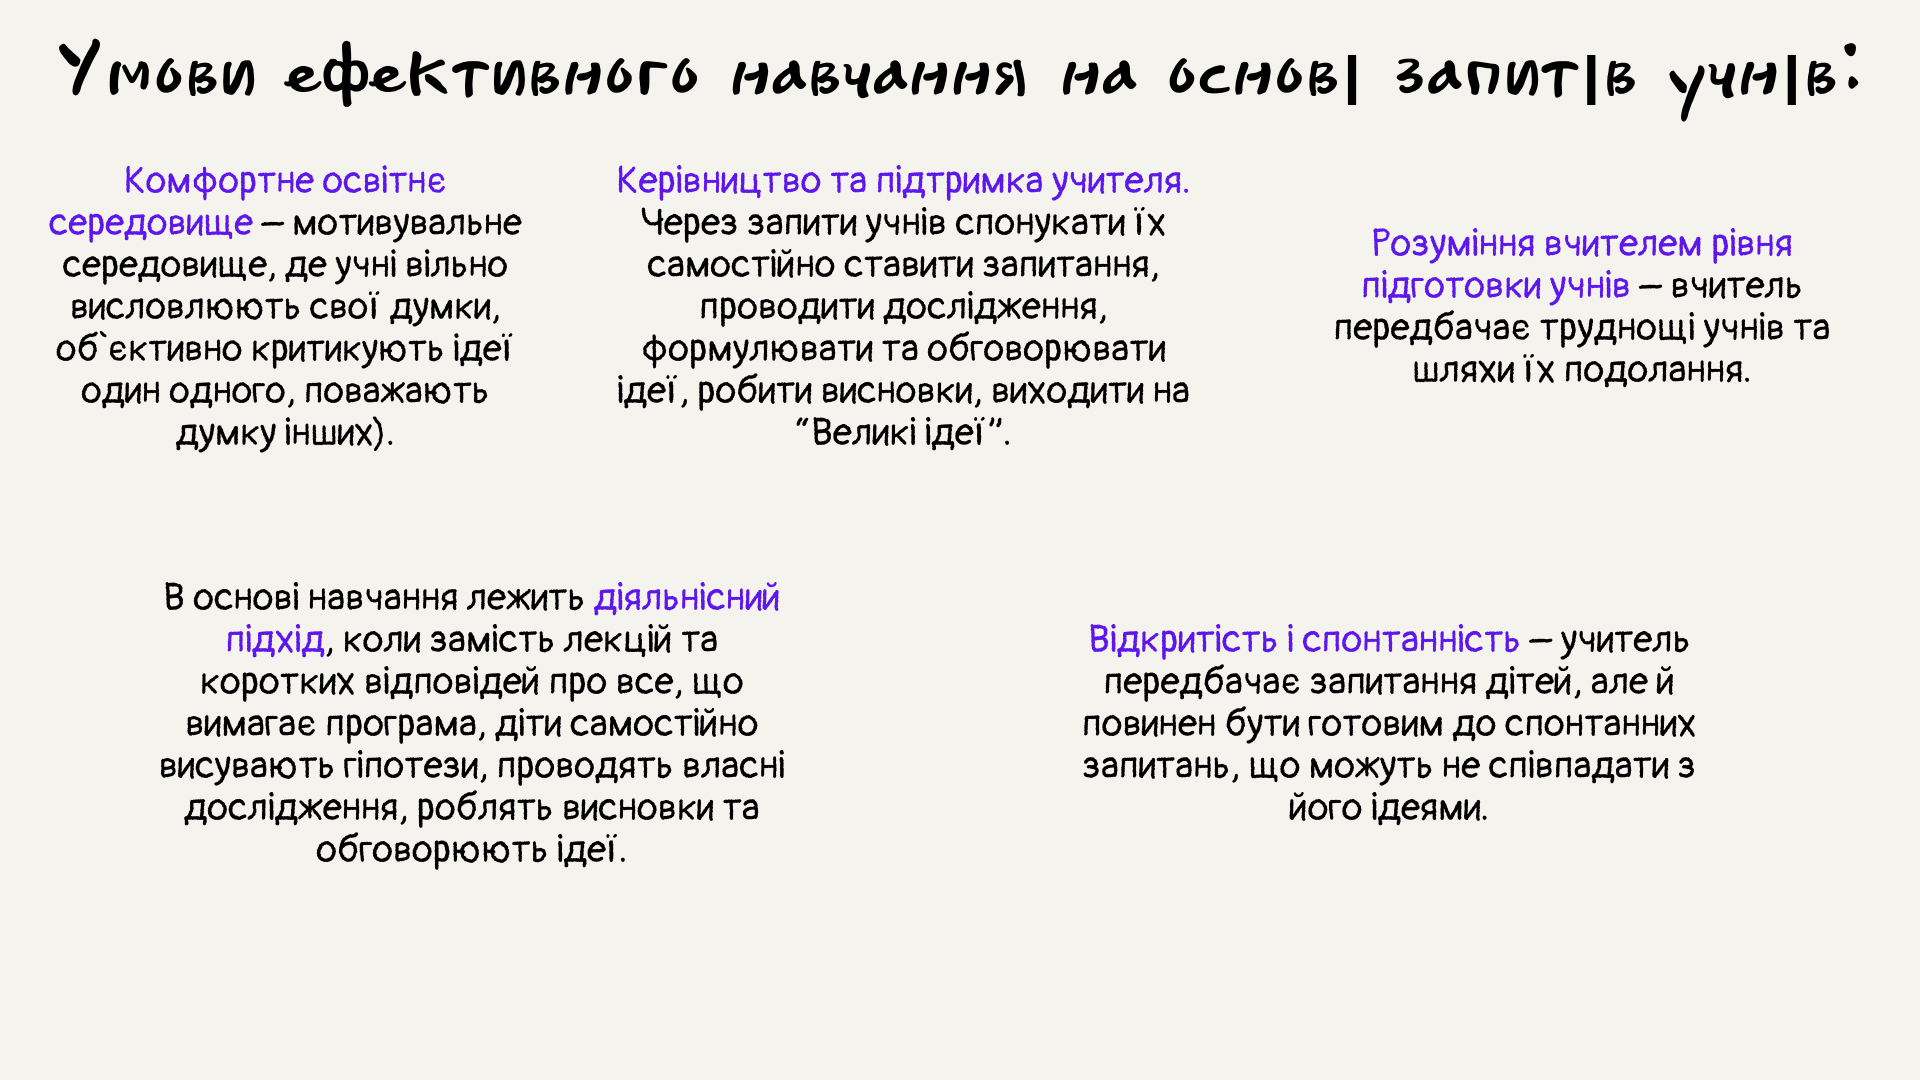 Умови ефективного навчання на основі запитів учнів:
Комфортне освітнє
середовище – мотивувальне
середовище, де учні вільно
висловлюють свої думки,
об`єктивно критикують ідеї
один одного, поважають
думку інших).
Керівництво та підтримка учителя.
Через запити учнів спонукати їх
самостійно ставити запитання,
проводити дослідження,
формулювати та обговорювати
ідеї, робити висновки, виходити на
“Великі ідеї”.
Розуміння вчителем рівня
підготовки учнів – вчитель
передбачає труднощі учнів та
шляхи їх подолання.
В основі навчання лежить діяльнісний
підхід, коли замість лекцій та
коротких відповідей про все, що
вимагає програма, діти самостійно
висувають гіпотези, проводять власні
дослідження, роблять висновки та
обговорюють ідеї.
Відкритість і спонтанність – учитель
передбачає запитання дітей, але й
повинен бути готовим до спонтанних
запитань, що можуть не співпадати з
його ідеями.